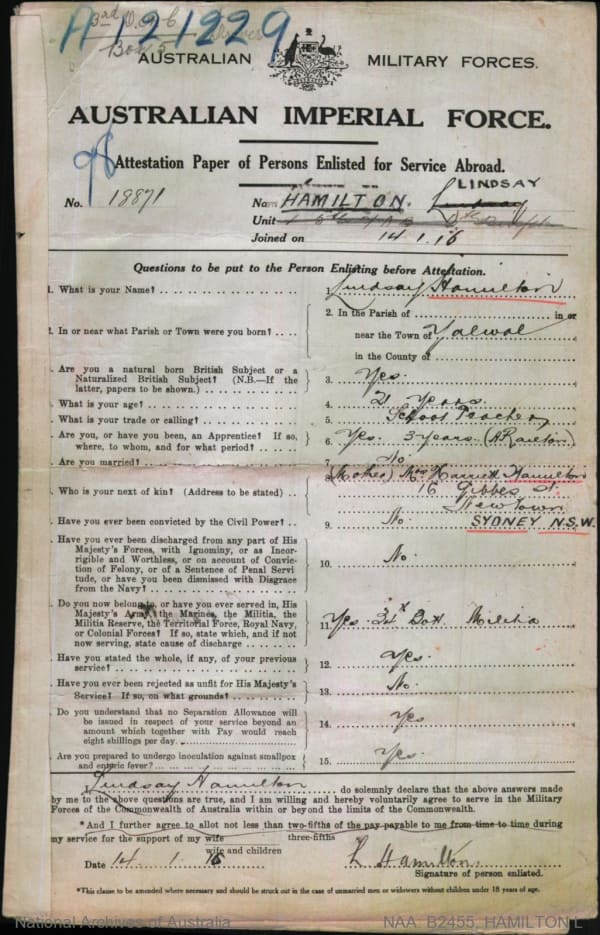 A 121229
3rd
Box 5
AUSTRALIAN MILITARY FORCES.
AUSTRALIAN IMPERIAL FORCE.
98
Attestation Paper of Persons Enlisted for Service Abroad.
LINDSAY
No. 18871 Name HAMILTON. Lindsay
Unit
Joined on 14.1.16
Questions to be put to the Person Enlisting before Attestation.
1. What is your Name? Lindsay Hamilton
2. In the Parish of in or
2. In or near what Parish or Town were you born? near the Town of Yalwal
in the County of
Are you a natural born British Subject or a
Naturalized British Subject? (N.B.—If the 3. Yes.
latter, papers to be shown.)
What is your age? 4. 21 Years.
What is your trade or calling? 5. School Teacher
Are you, or have you been, an Apprentice? If so, 6. Yes. 3 years.
where, to whom, and for what period?
Are you married? 7. No.
8. (Mother) Mrs Harriett Hamilton
Who is your next of kin? (Address to be stated) 16 Gibbes St.
Newtown
Have you ever been convicted by the Civil Power? 9. No. SYDNEY N.S.W.
Have you ever been discharged from any part of His
Majesty's Forces, with Ignominy, or as Incor-
rigible and Worthless, or on account of Convic-
tion of Felony, or of a Sentence of Penal Servi 10. No.
tude, or have you been dismissed with Disgrace
from the Navy?
Do you now belong to, or have you ever served in, His
Majesty's Army, the Marines, the Militia, the
Militia Reserve, the Territorial Force, Royal Navy, 11. Yes. 34th Batt. Militia
or Colonial Forces? If so, state which, and if not
now serving, state cause of discharge
Have you stated the whole, if any, of your previous
service? 12. Yes.
Have you ever been rejected as unfit for His Majesty's
Service? If so, on what grounds? 13. No.
Do you understand that no Separation Allowance will
be issued in respect of your service beyond an 14. Yes
amount which together with Pay would reach
eight shillings per day.
Are you prepared to undergo inoculation against smallpox
and enteric fever? 15. Yes.
I, Lindsay Hamilton do solemnly declare that the above answers made
by me to the above questions are true, and I am willing and hereby voluntarily agree to serve in the Military
Forces of the Commonwealth of Australia within or beyond the limits of the Commonwealth.
*And I further agree to allot not less than two-fifths of the pay payable to me from time to time during
three-fifths
my service for the support of my wife
wife and children
Date 14.1.16 L Hamilton.
Signature of person enlisted.
*This clause to be amended where necessary and should be struck out in the case of unmarried men or widowers without children under 18 years of age.
National Archives of Australia NAA: B2455, HAMILTON L